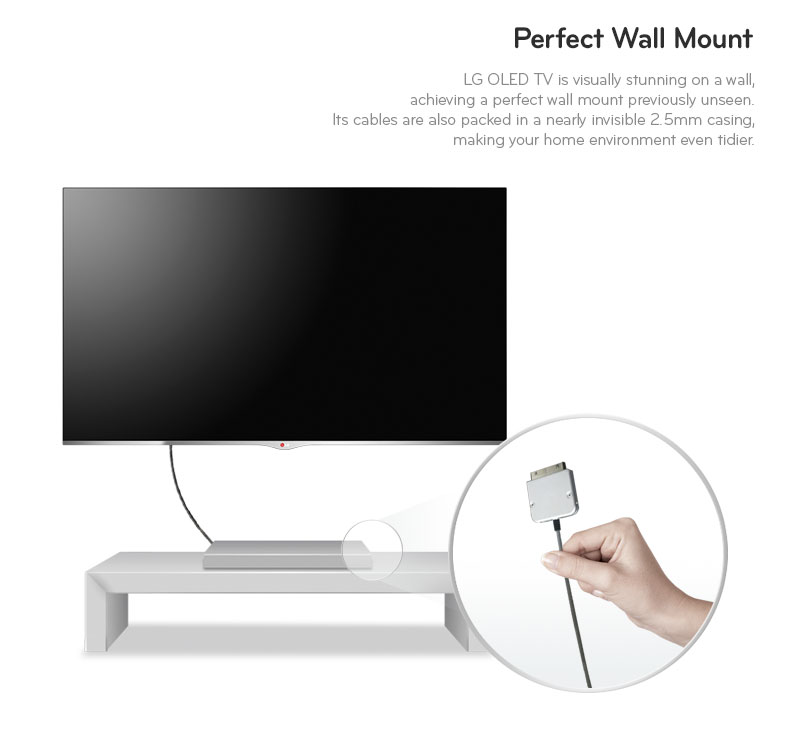 Perfect Wall Mount
LG OLED TV is visually stunning on a wall,
achieving a perfect wall mount previously unseen.
Its cables are also packed in a nearly invisible 2.5mm casing,
making your home environment even tidier.